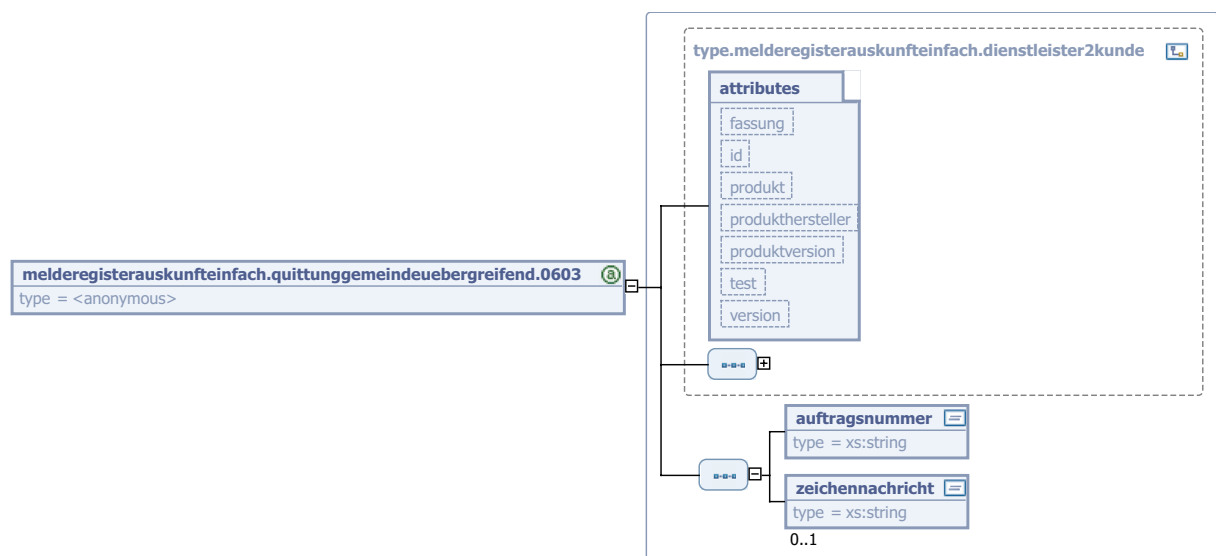 type.melderegisterauskunfteinfach.dienstleister2kunde
attributes
fassung
id
produkt
produkthersteller
produktversion
test
version
melderegisterauskunfteinfach.quittunggemeindeuebergreifend.0603
type = <anonymous>
auftragsnummer
type = xs:string
zeichennachricht
type = xs:string
0..1